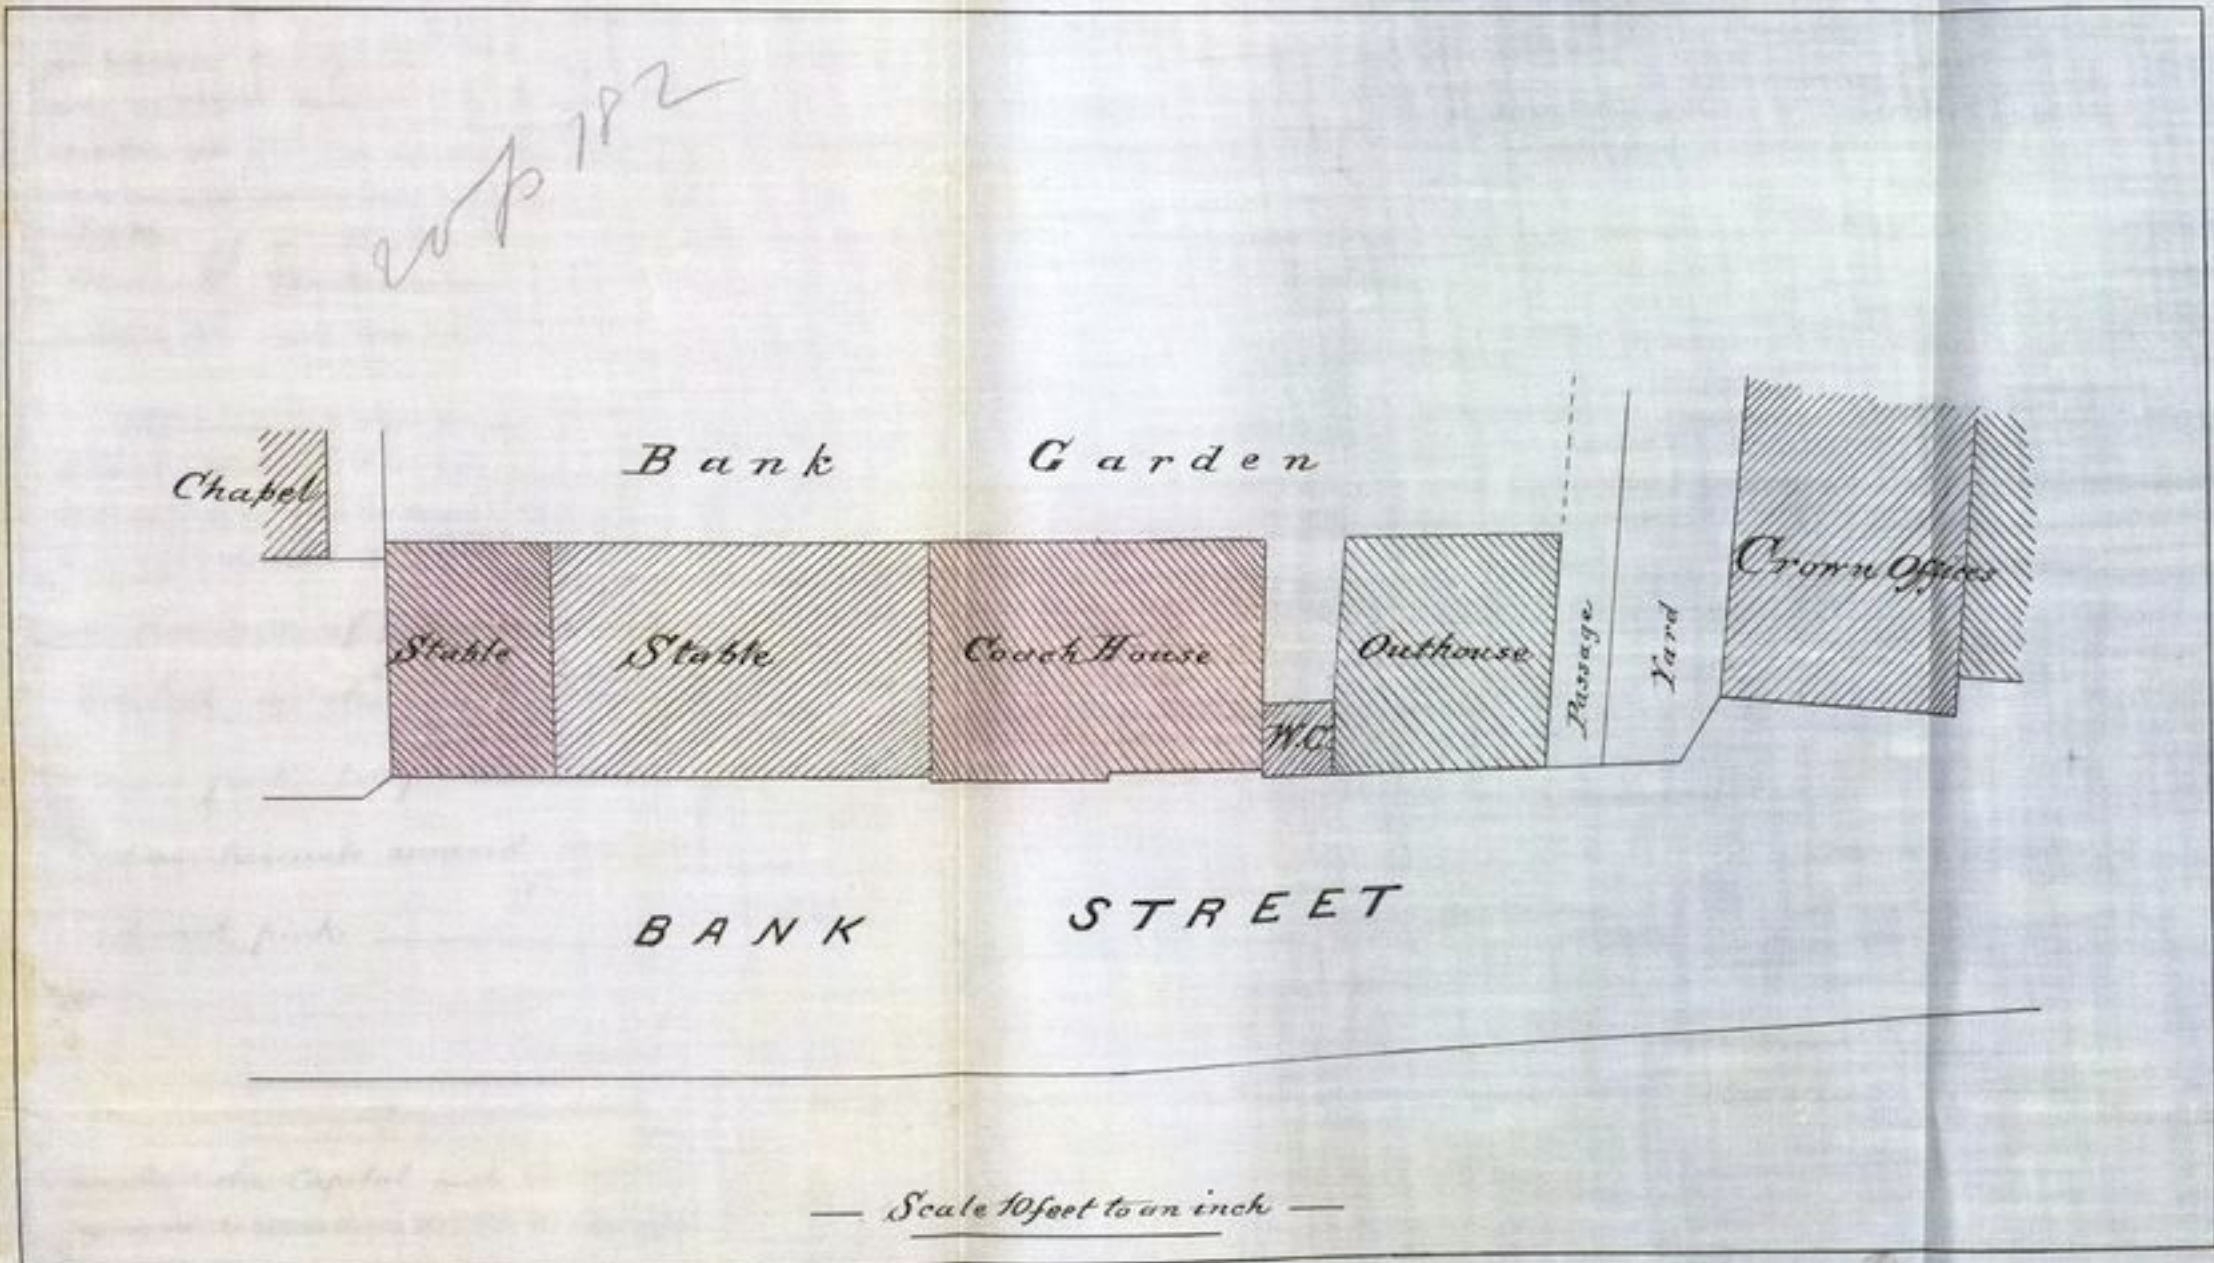 182
Bank Garden
Chapel
Stable
Stable
Coach House
W.C.
Outhouse
Passage
Yard
Crown Offices
BANK STREET
Scale 10 feet to an inch